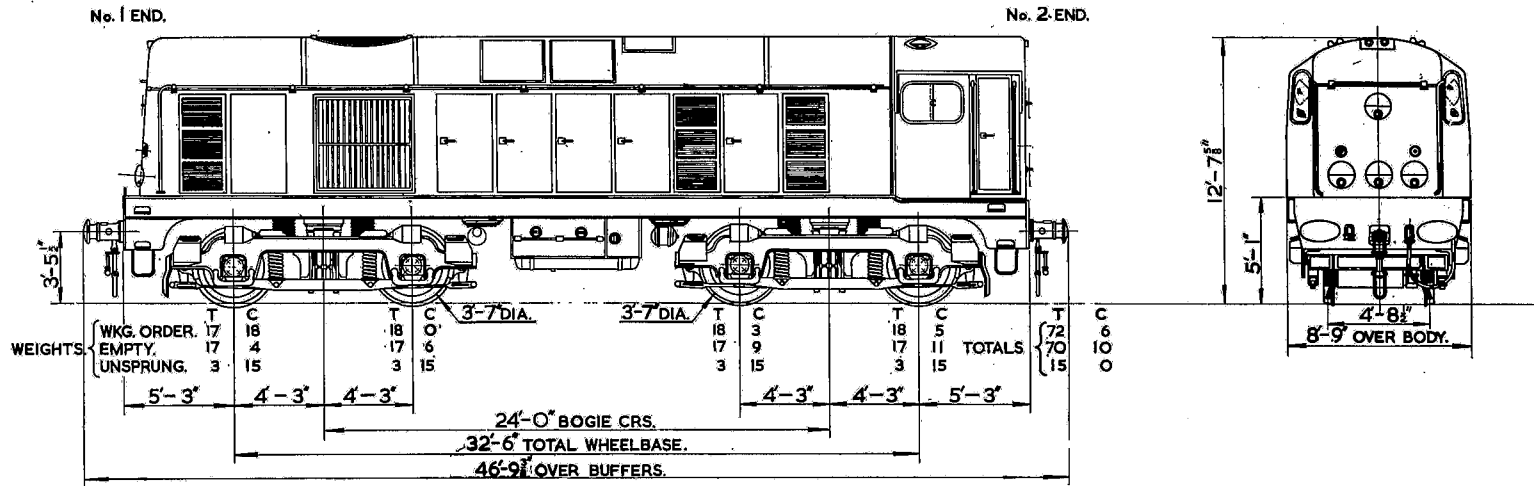 No. 1 END.
No. 2 END.
3'-5½"
12'-7⅝"
5'-1"
3'-7" DIA.
3'-7" DIA.
4'-8½"
8'-9" OVER BODY.
T C T C T C T C T C
WEIGHTS. WKG. ORDER. 17 18 18 0 18 3 18 5 TOTALS 72 6
EMPTY. 17 4 17 6 17 9 17 11 70 10
UNSPRUNG. 3 15 3 15 3 15 3 15 15 0
5'-3" 4'-3" 4'-3" 4'-3" 4'-3" 5'-3"
24'-0" BOGIE CRS.
32'-6" TOTAL WHEELBASE.
46'-9" OVER BUFFERS.